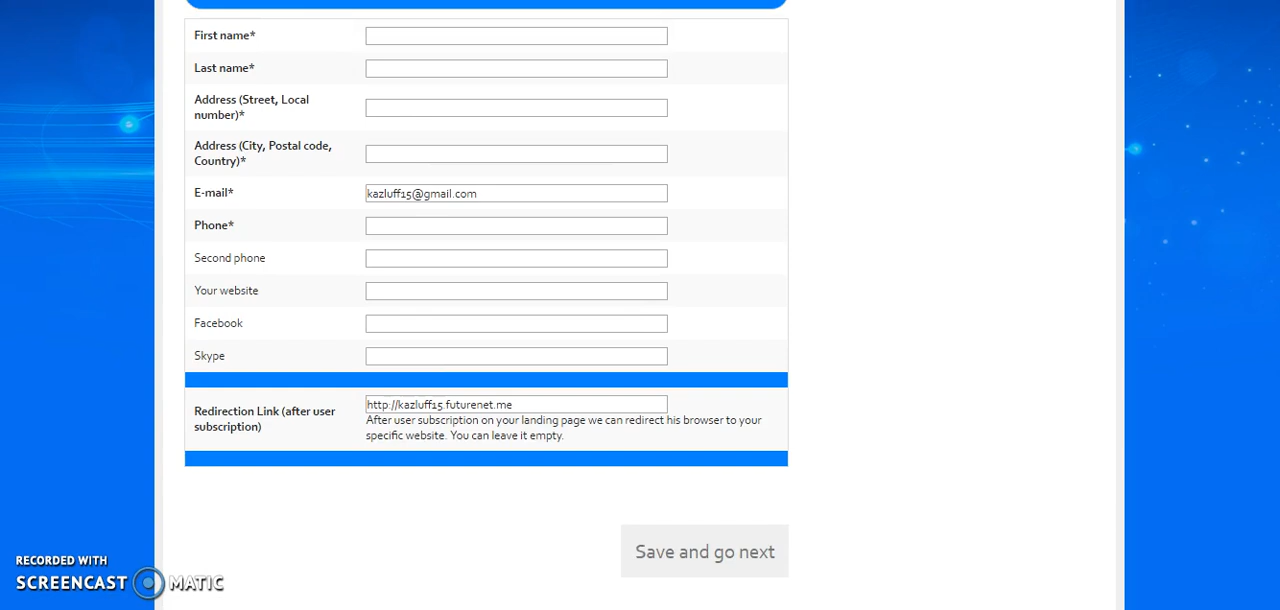 First name*
Last name*
Address (Street, Local
number)*
Address (City, Postal code,
Country)*
E-mail* kazluff15@gmail.com
Phone*
Second phone
Your website
Facebook
Skype
Redirection Link (after user
subscription)
http://kazluff15.futurenet.me
After user subscription on your landing page we can redirect his browser to your
specific website. You can leave it empty.
Save and go next
RECORDED WITH
SCREENCAST MATIC